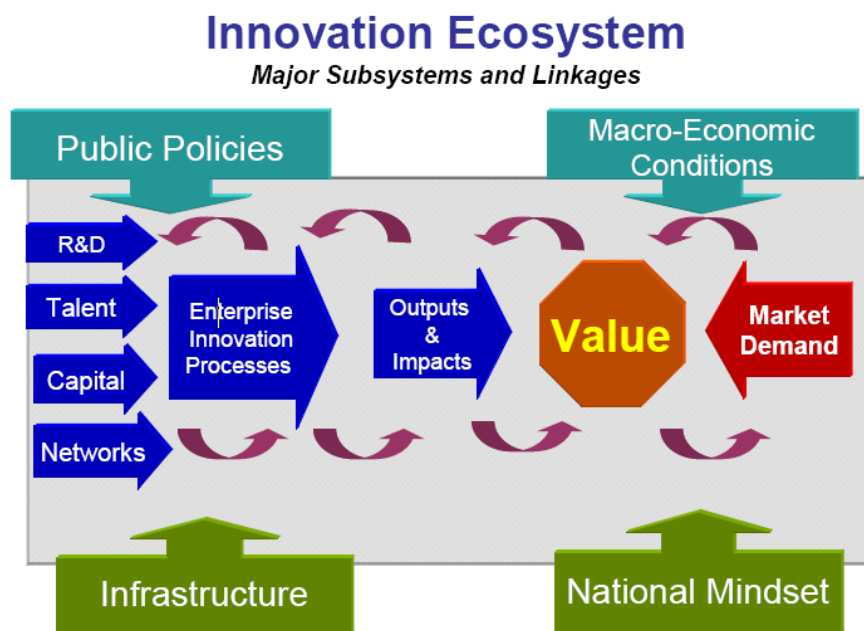 Innovation Ecosystem
Major Subsystems and Linkages
Public Policies
Macro-Economic
Conditions
R&D
Talent
Capital
Networks
Enterprise
Innovation
Processes
Outputs
&
Impacts
Value
Market
Demand
Infrastructure
National Mindset